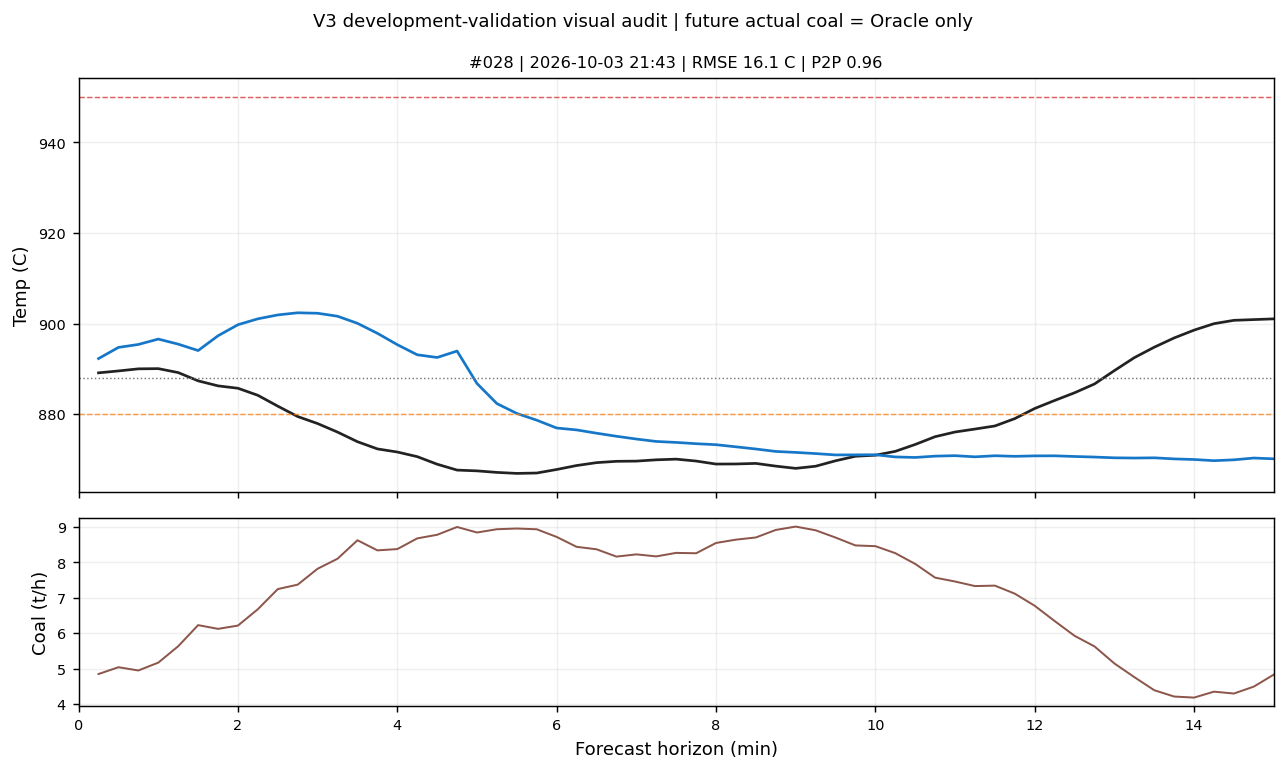 V3 development-validation visual audit | future actual coal = Oracle only
#028 | 2026-10-03 21:43 | RMSE 16.1 C | P2P 0.96
Temp (C)
940
920
900
880
Coal (t/h)
9
8
7
6
5
4
0 2 4 6 8 10 12 14
Forecast horizon (min)